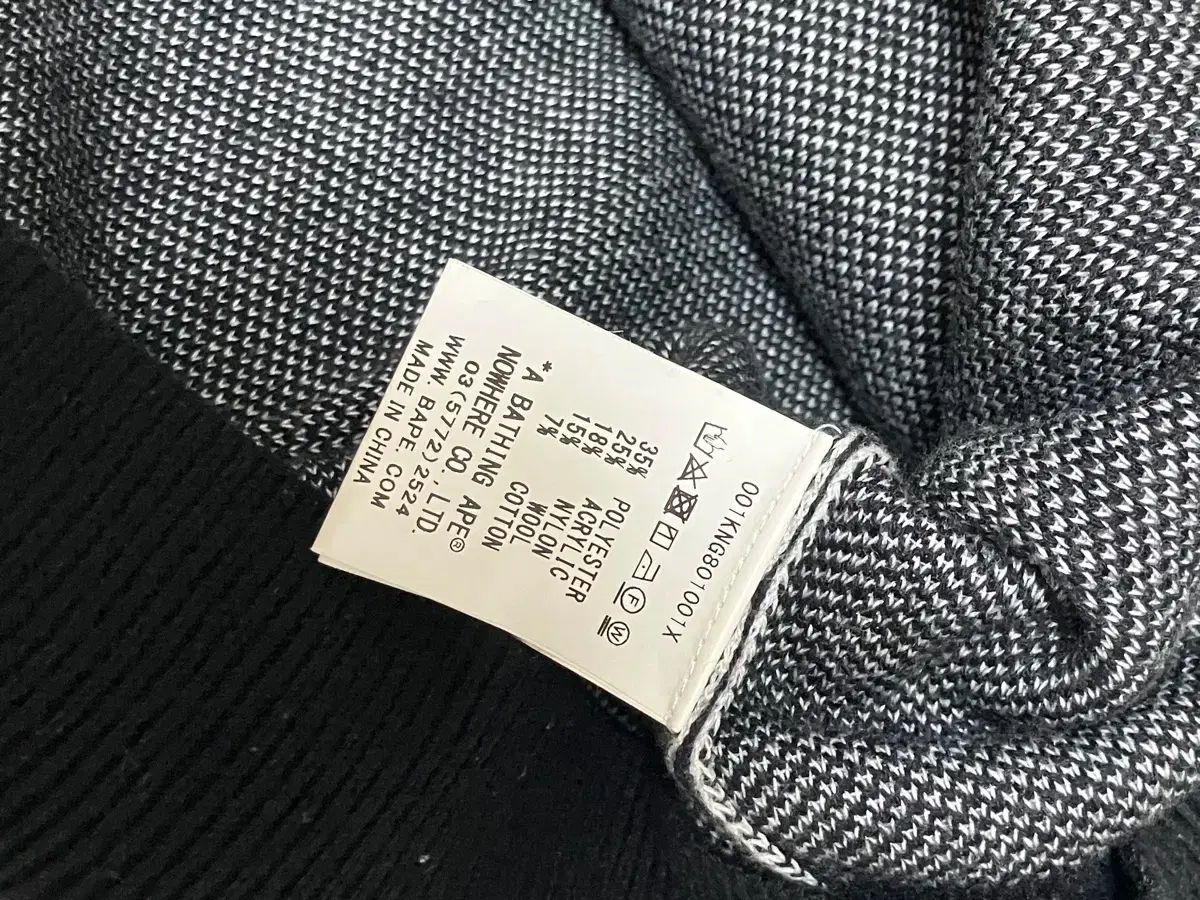 001KNG801001X
35% POLYESTER
25% ACRYLIC
18% NYLON
15% WOOL
7% COTTON
*A BATHING APE®
NOWHERE CO., LTD.
03(5772)2524
WWW. BAPE. COM
MADE IN CHINA